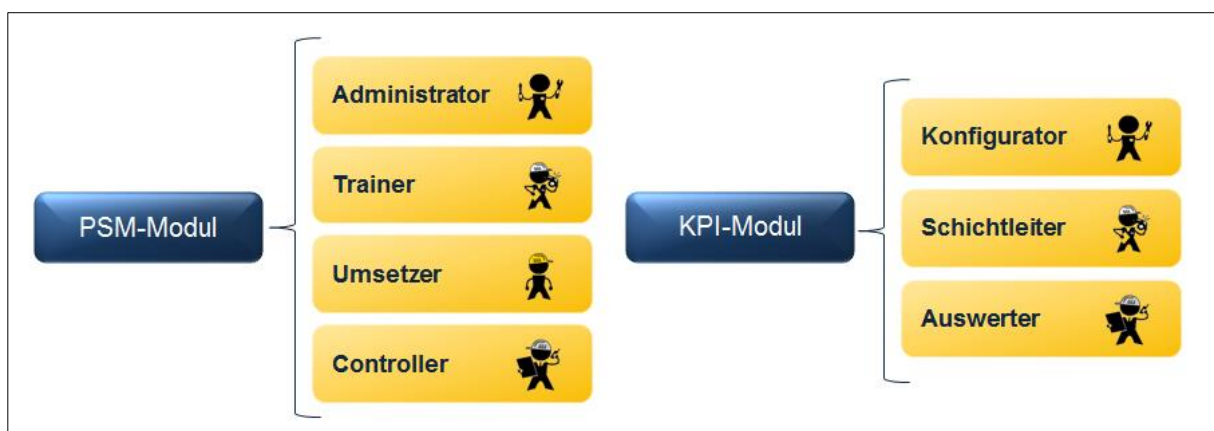 PSM-Modul
Administrator
Trainer
Umsetzer
Controller
KPI-Modul
Konfigurator
Schichtleiter
Auswerter